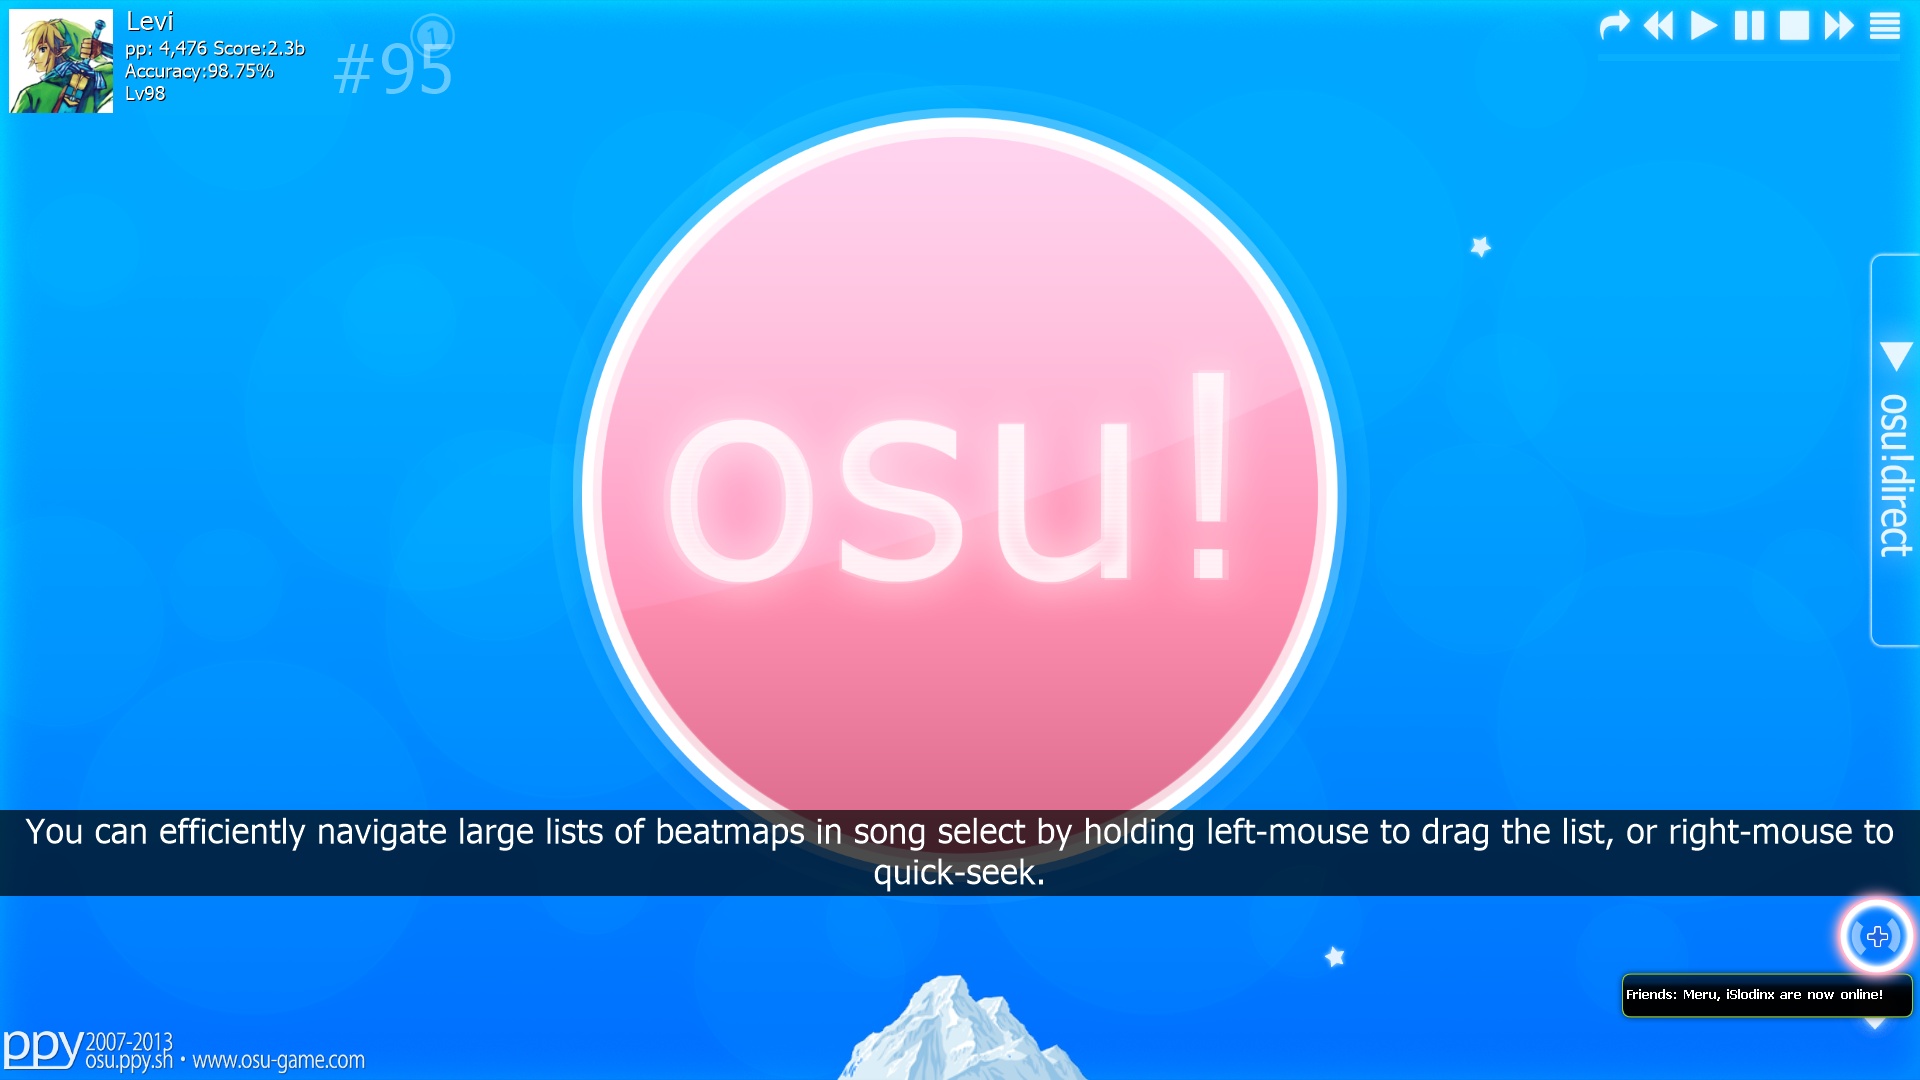 Levi
pp: 4,476 Score:2.3b
Accuracy:98.75%
Lv98
1
#95
osu!
osu!direct
You can efficiently navigate large lists of beatmaps in song select by holding left-mouse to drag the list, or right-mouse to
quick-seek.
Friends: Meru, iSlodinx are now online!
ppy 2007-2013
osu.ppy.sh • www.osu-game.com